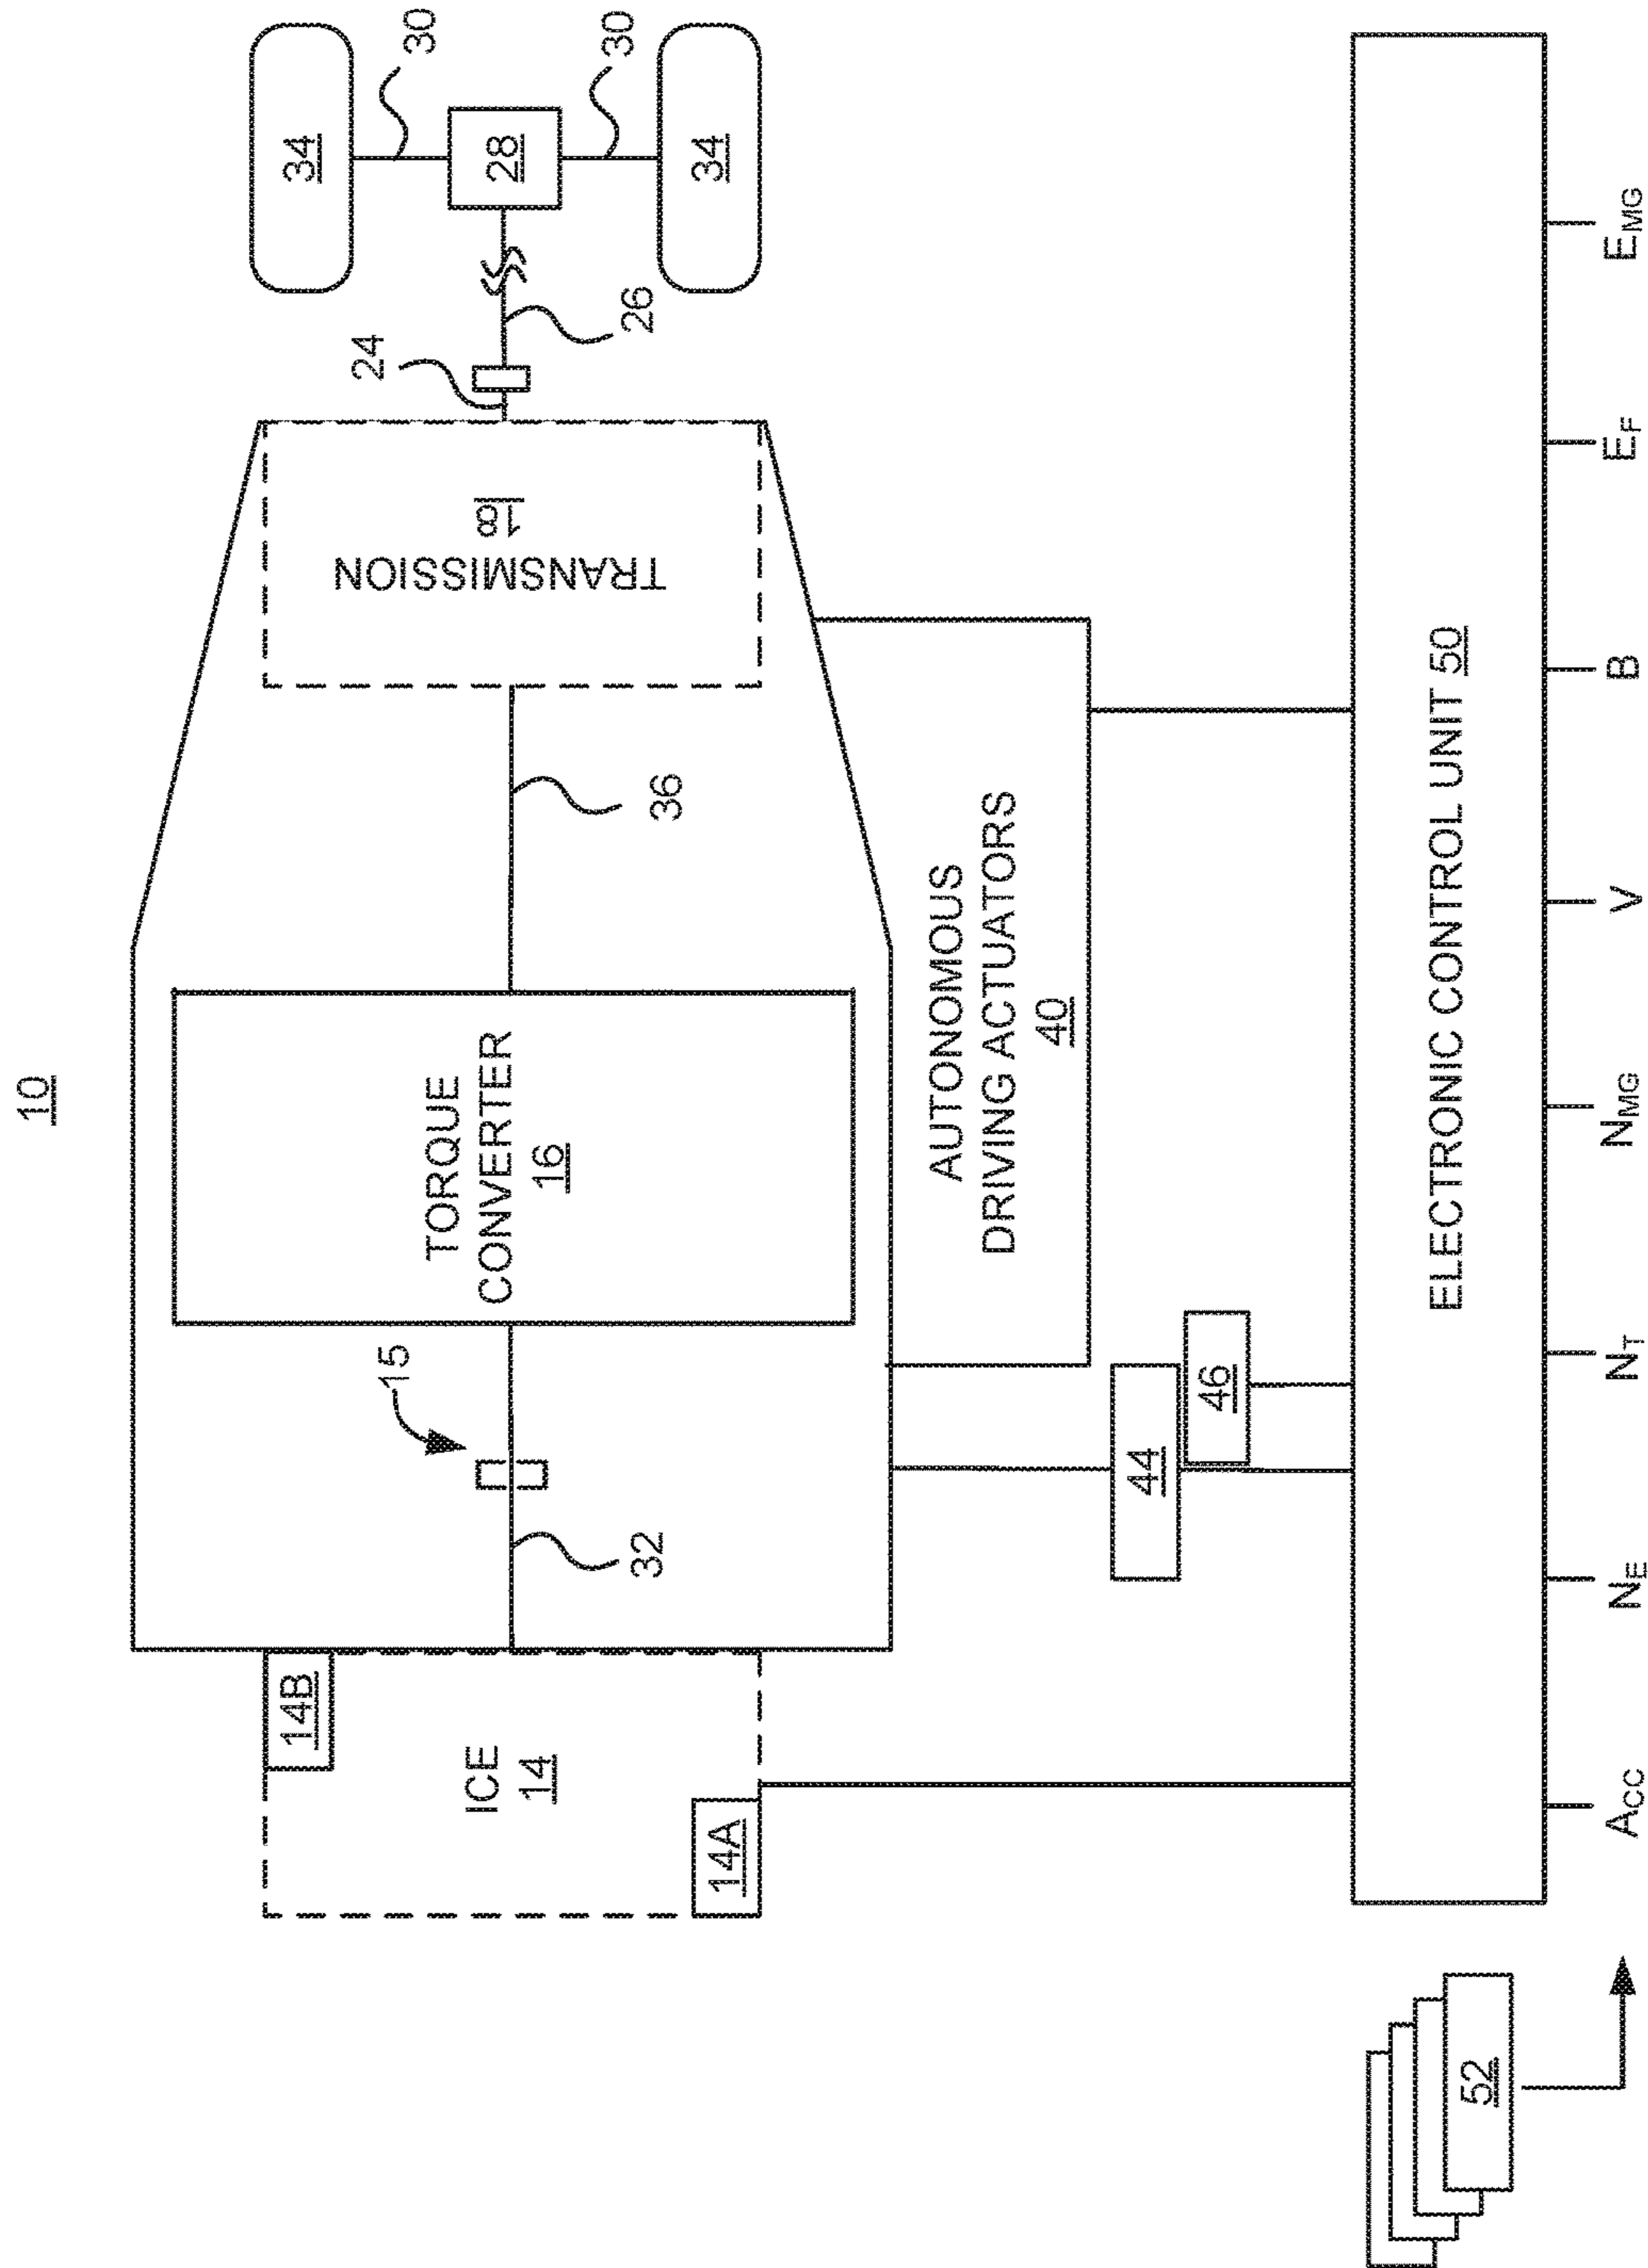 10
14B
ICE
14
14A
32
15
TORQUE
CONVERTER
16
36
TRANSMISSION
18
24
26
28
30
30
34
34
AUTONOMOUS
DRIVING ACTUATORS
40
44
46
ELECTRONIC CONTROL UNIT 50
52
ACC
NE
NT
NMG
V
B
EF
EMG